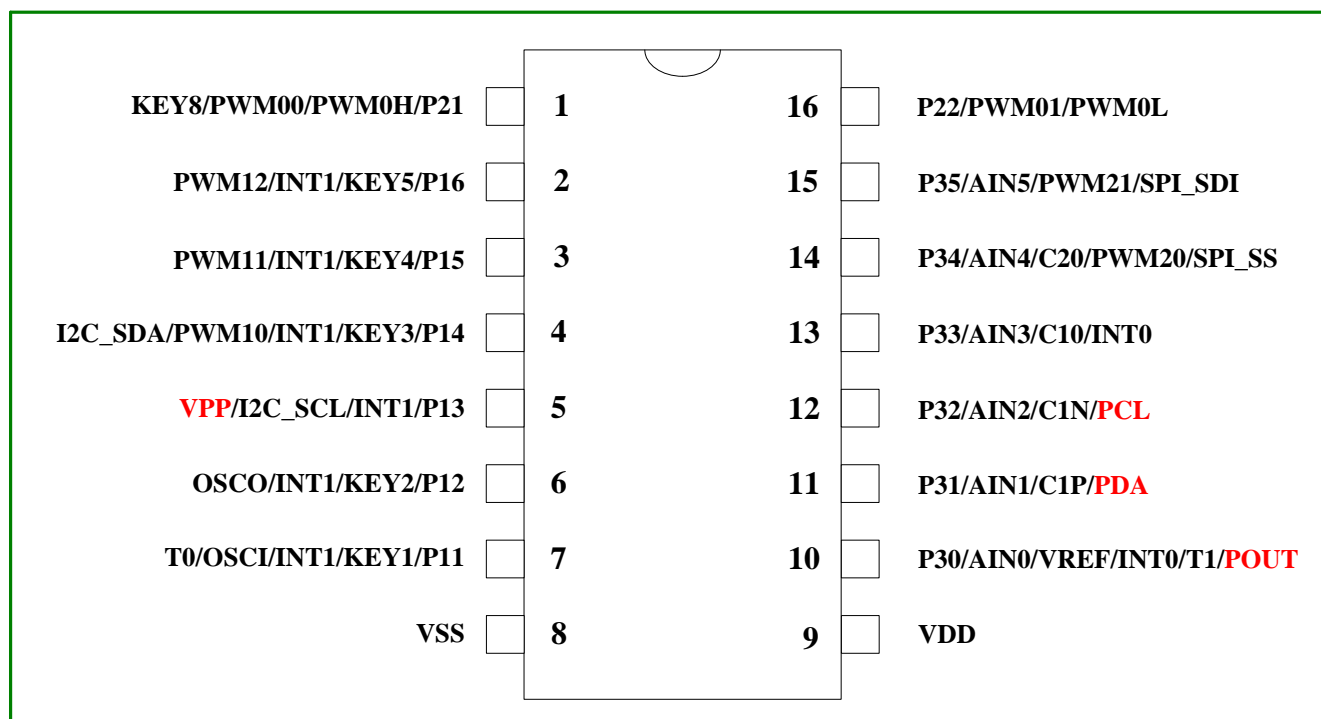 KEY8/PWM00/PWM0H/P21 1 16 P22/PWM01/PWM0L
PWM12/INT1/KEY5/P16 2 15 P35/AIN5/PWM21/SPI_SDI
PWM11/INT1/KEY4/P15 3 14 P34/AIN4/C20/PWM20/SPI_SS
I2C_SDA/PWM10/INT1/KEY3/P14 4 13 P33/AIN3/C10/INT0
VPP/I2C_SCL/INT1/P13 5 12 P32/AIN2/C1N/PCL
OSCO/INT1/KEY2/P12 6 11 P31/AIN1/C1P/PDA
T0/OSCI/INT1/KEY1/P11 7 10 P30/AIN0/VREF/INT0/T1/POUT
VSS 8 9 VDD